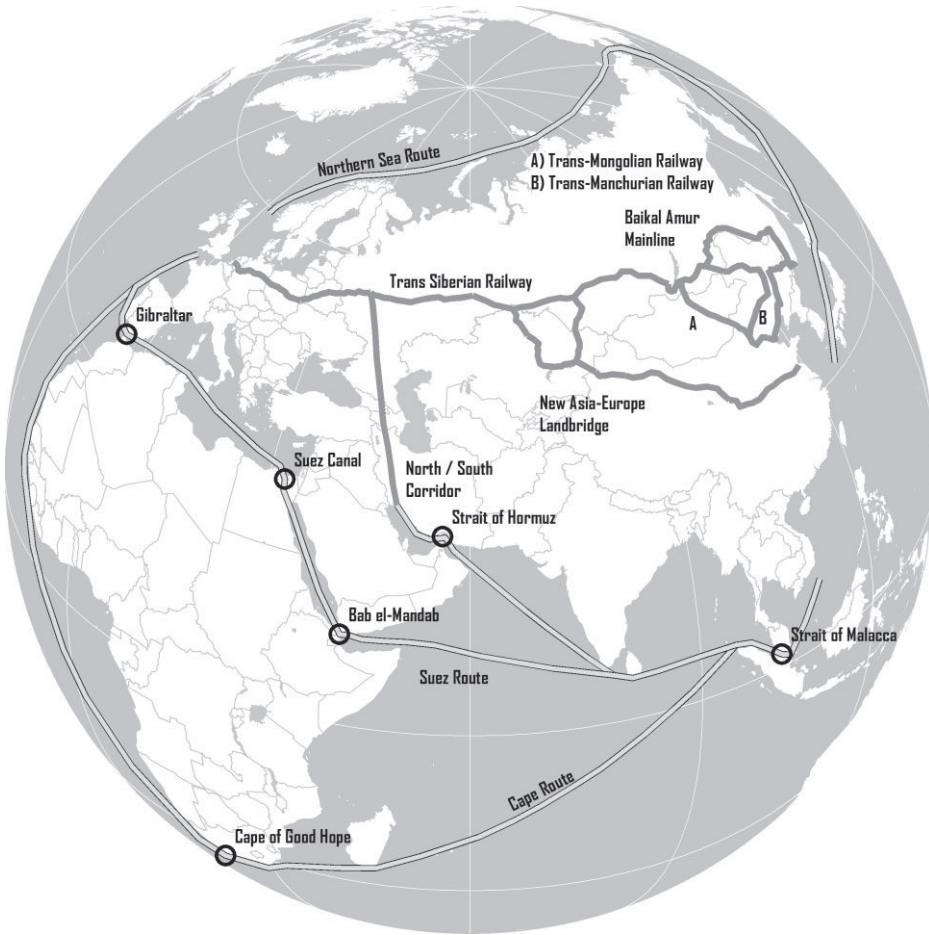 Northern Sea Route
A) Trans-Mongolian Railway
B) Trans-Manchurian Railway
Baikal Amur
Mainline
Trans Siberian Railway
Gibraltar
A
B
New Asia-Europe
Landbridge
Suez Canal
North / South
Corridor
Strait of Hormuz
Bab el-Mandab
Strait of Malacca
Suez Route
Cape Route
Cape of Good Hope